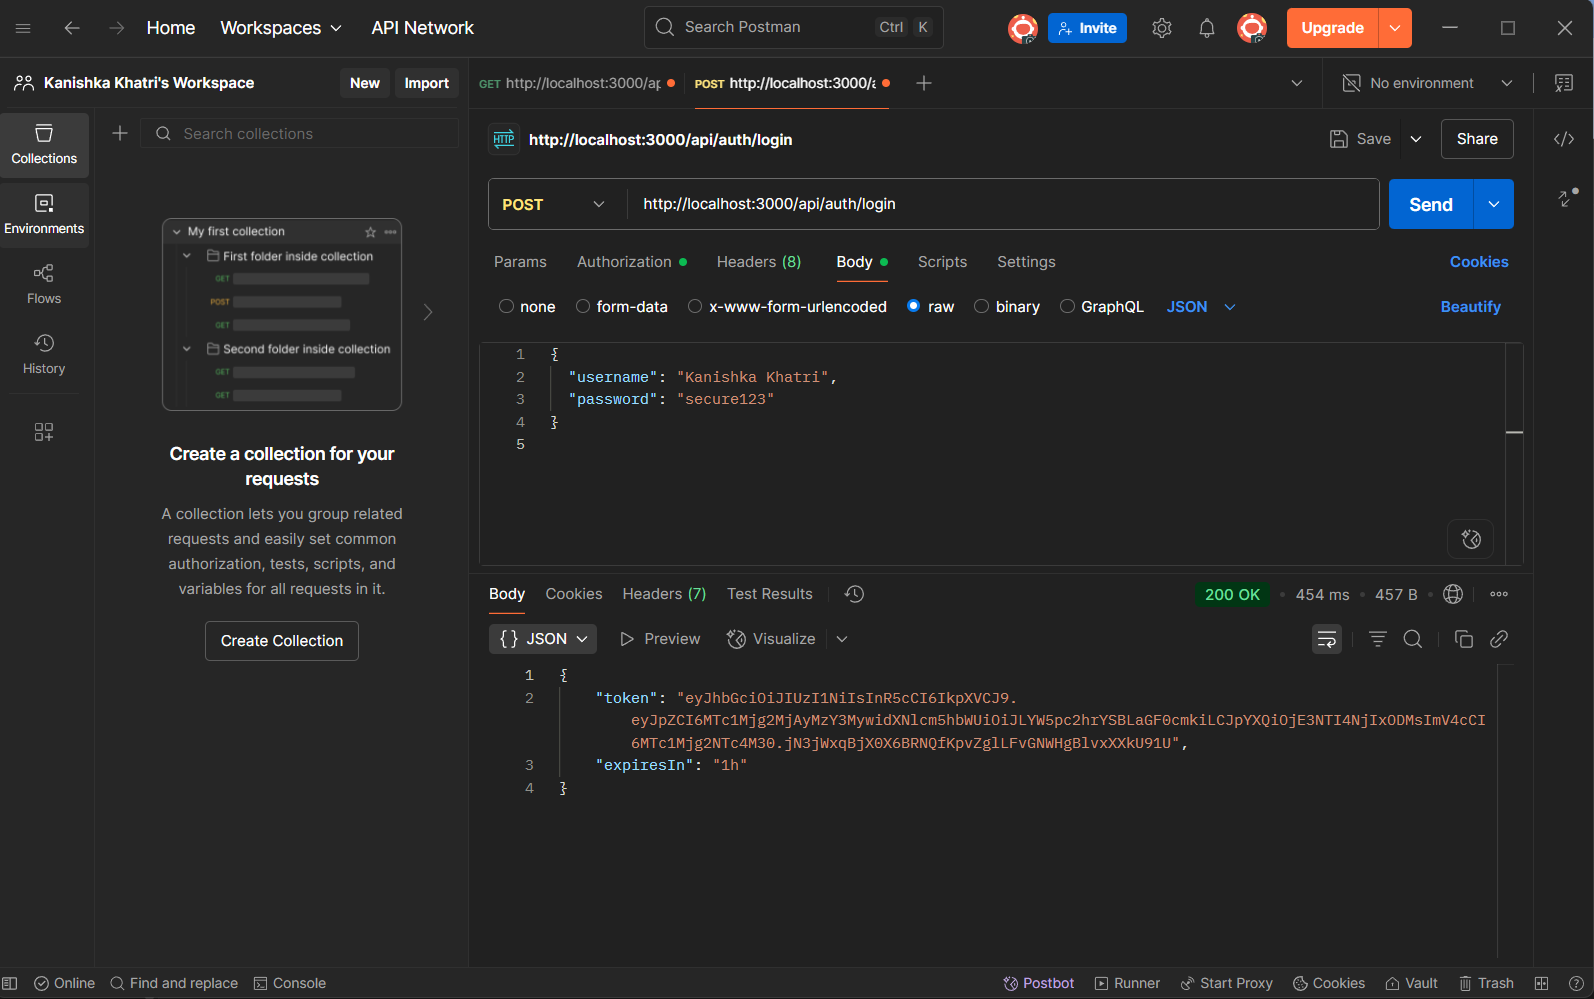 Home Workspaces API Network Search Postman Ctrl K Invite Upgrade
Kanishka Khatri's Workspace New Import
GET http://localhost:3000/ap POST http://localhost:3000/a No environment
Collections
Environments
Flows
History
Search collections
My first collection
First folder inside collection
GET
POST
GET
Second folder inside collection
GET
GET
Create a collection for your
requests
A collection lets you group related
requests and easily set common
authorization, tests, scripts, and
variables for all requests in it.
Create Collection
HTTP http://localhost:3000/api/auth/login Save Share
POST http://localhost:3000/api/auth/login Send
Params Authorization Headers (8) Body Scripts Settings Cookies
none form-data x-www-form-urlencoded raw binary GraphQL JSON Beautify
1 {
2 "username": "Kanishka Khatri",
3 "password": "secure123"
4 }
5
Body Cookies Headers (7) Test Results 200 OK 454 ms 457 B
{} JSON Preview Visualize
1 {
2 "token": "eyJhbGciOiJIUzI1NiIsInR5cCI6IkpXVCJ9.
eyJpZCI6MTc1Mjg2MjAyMzY3MywidXNlcm5hbWUiOiJLYW5pc2hrYSBLaGF0cmkiLCJpYXQiOjE3NTI4NjIxODMsImV4cCI
6MTc1Mjg2NTc4M30.jN3jWxqBjX0X6BRNQfKpvZglLFvGNWHgBlvxXXkU91U",
3 "expiresIn": "1h"
4 }
Online Find and replace Console Postbot Runner Start Proxy Cookies Vault Trash